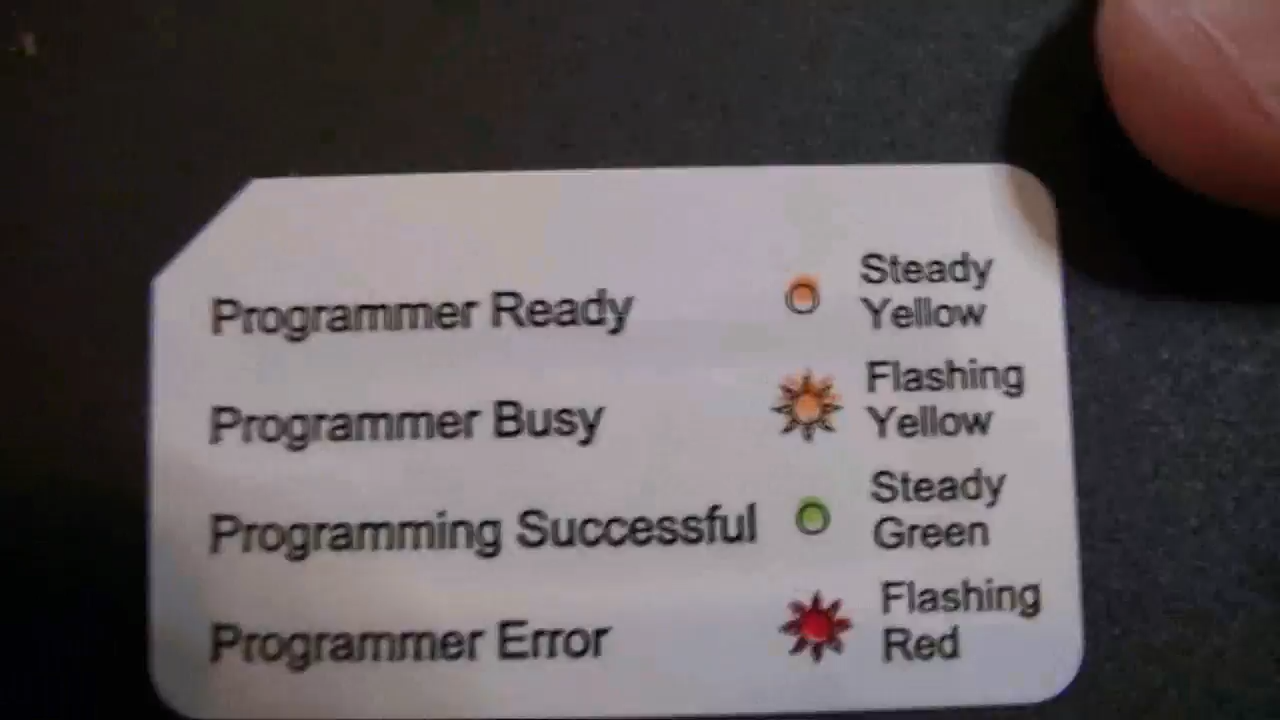 Programmer Ready
Steady
Yellow
Programmer Busy
Flashing
Yellow
Programming Successful
Steady
Green
Programmer Error
Flashing
Red